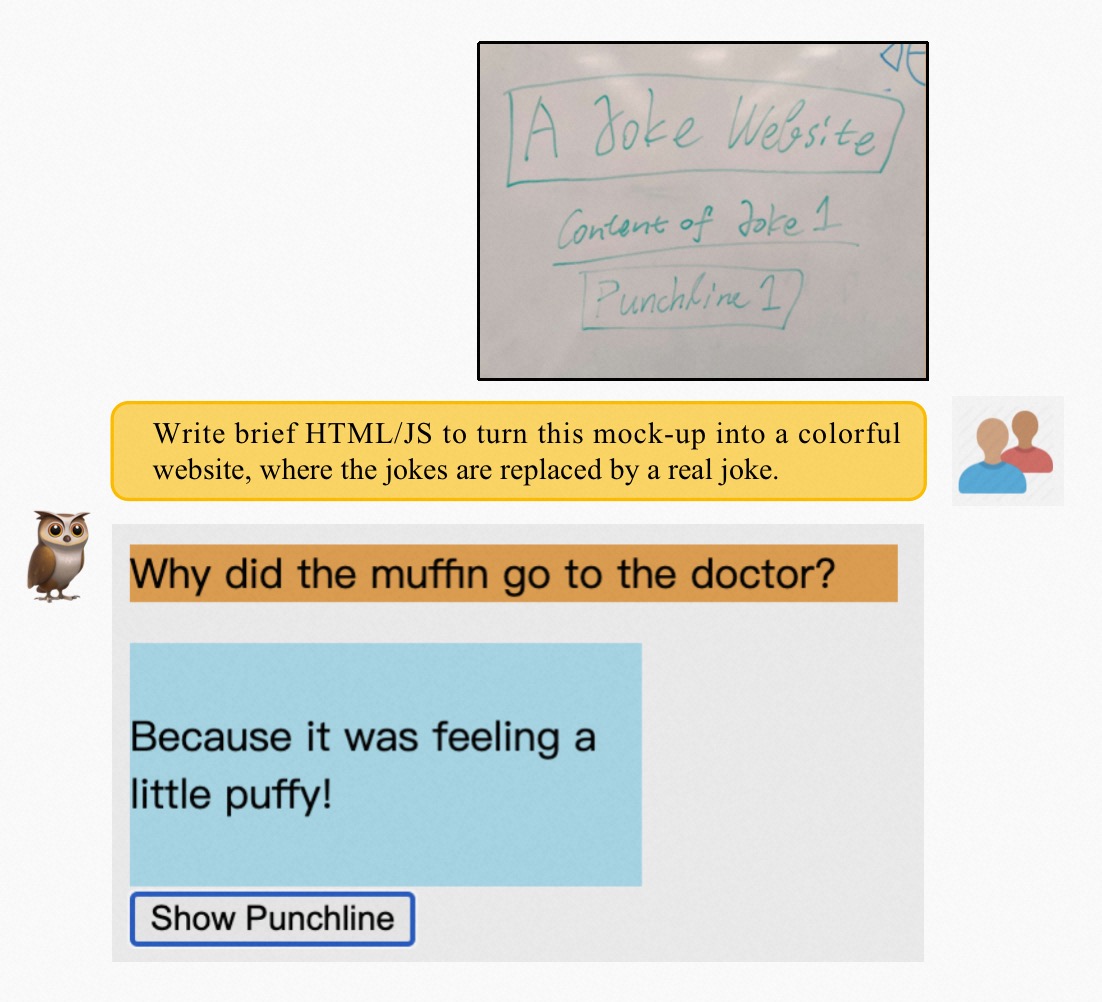 A Joke Website
Content of Joke 1
Punchline 1
Write brief HTML/JS to turn this mock-up into a colorful
website, where the jokes are replaced by a real joke.
Why did the muffin go to the doctor?
Because it was feeling a
little puffy!
Show Punchline